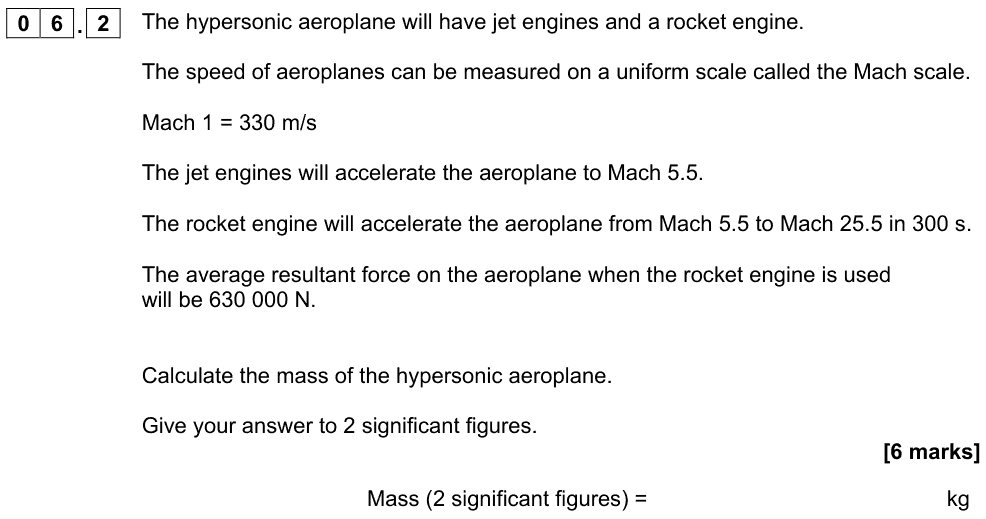 0 6 . 2 The hypersonic aeroplane will have jet engines and a rocket engine.
The speed of aeroplanes can be measured on a uniform scale called the Mach scale.
Mach 1 = 330 m/s
The jet engines will accelerate the aeroplane to Mach 5.5.
The rocket engine will accelerate the aeroplane from Mach 5.5 to Mach 25.5 in 300 s.
The average resultant force on the aeroplane when the rocket engine is used
will be 630 000 N.
Calculate the mass of the hypersonic aeroplane.
Give your answer to 2 significant figures.
[6 marks]
Mass (2 significant figures) = kg